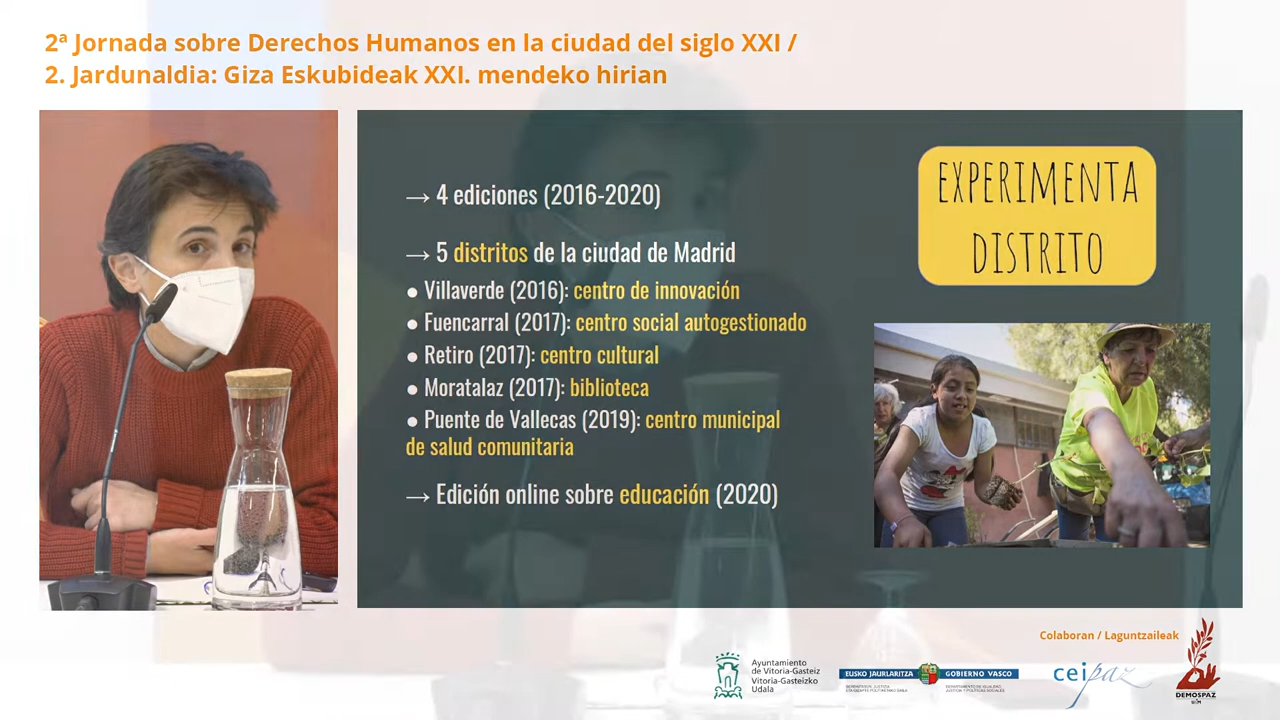 2ª Jornada sobre Derechos Humanos en la ciudad del siglo XXI /
2. Jardunaldia: Giza Eskubideak XXI. mendeko hirian
→ 4 ediciones (2016-2020)
→ 5 distritos de la ciudad de Madrid
● Villaverde (2016): centro de innovación
● Fuencarral (2017): centro social autogestionado
● Retiro (2017): centro cultural
● Moratalaz (2017): biblioteca
● Puente de Vallecas (2019): centro municipal
de salud comunitaria
→ Edición online sobre educación (2020)
EXPERIMENTA
DISTRITO
Colaboran / Laguntzaileak
Ayuntamiento
de Vitoria-Gasteiz
Vitoria-Gasteizko
Udala
EUSKO JAURLARITZA
GOBIERNO VASCO
ceipaz
DEMOSPAZ